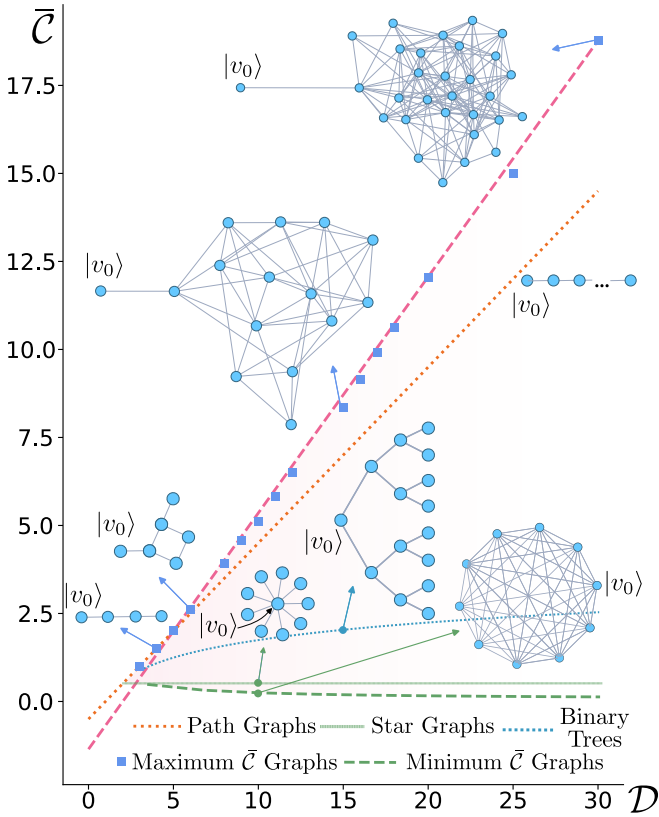 𝒞̄
17.5
15.0
12.5
10.0
7.5
5.0
2.5
0.0
|v₀⟩
|v₀⟩
|v₀⟩
...
|v₀⟩
|v₀⟩
|v₀⟩
|v₀⟩
|v₀⟩
Path Graphs
Star Graphs
Binary
Trees
Maximum 𝒞̄ Graphs
Minimum 𝒞̄ Graphs
0 5 10 15 20 25 30
𝒟